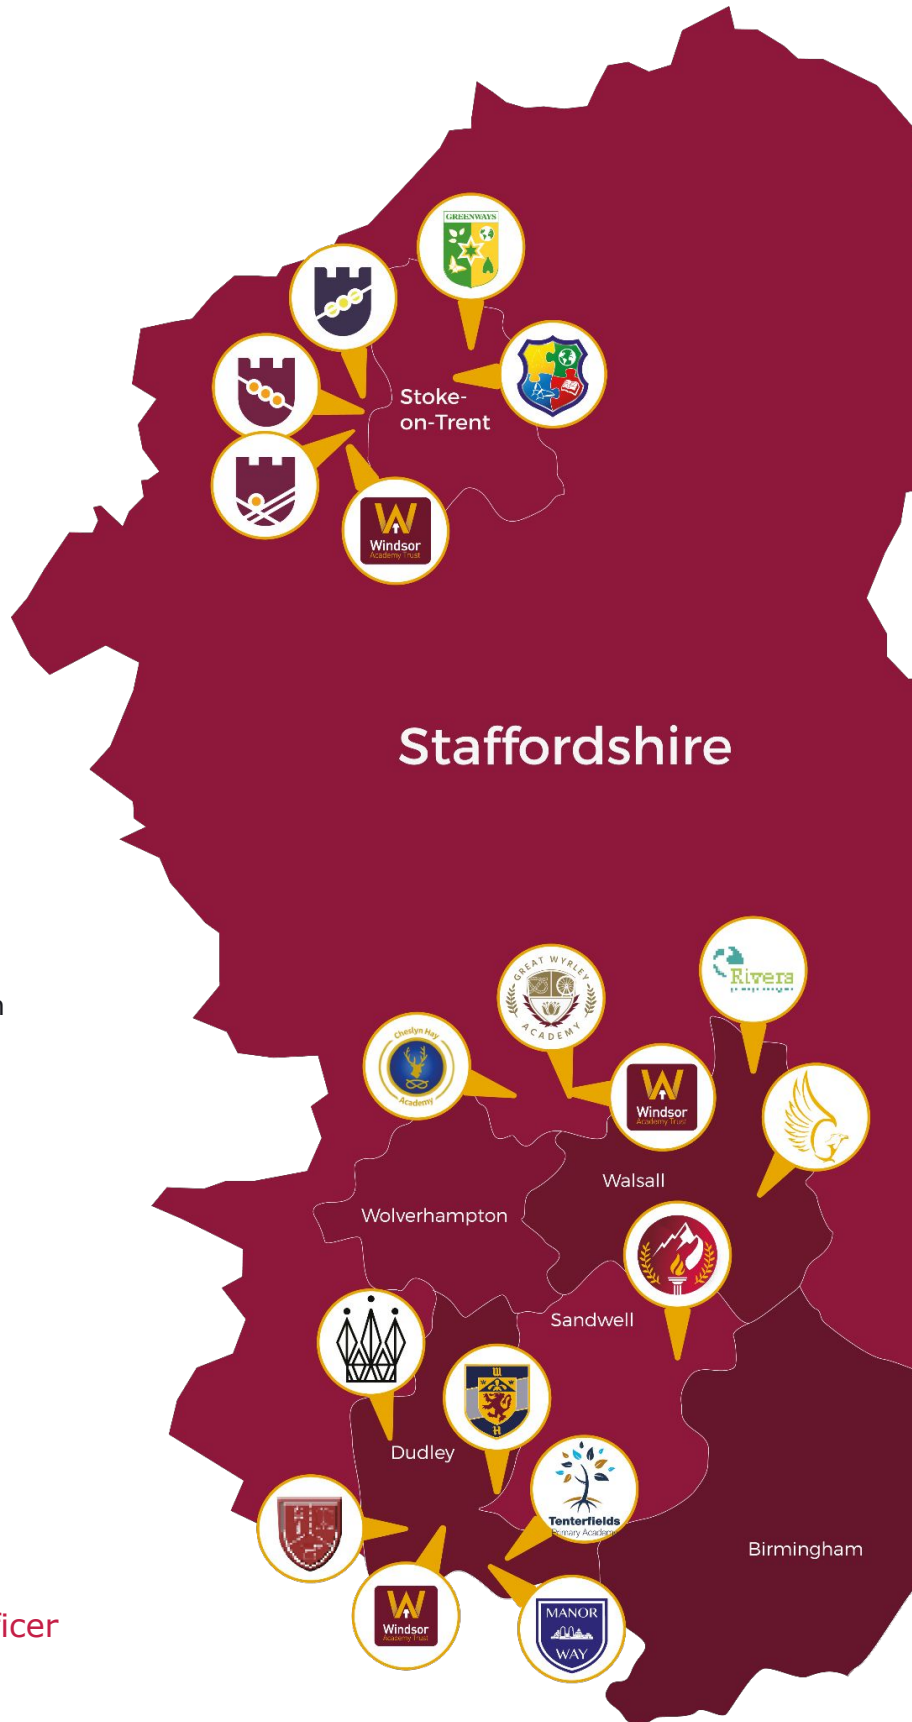 GREENWAYS
Stoke-
on-Trent
Windsor
Academy Trust
Staffordshire
GREAT WYRLEY
ACADEMY
Rivers
Cheslyn Hay
Academy
Windsor
Academy Trust
Walsall
Wolverhampton
Sandwell
W
H
Dudley
Tenterfields
Primary Academy
Birmingham
Windsor
Academy Trust
MANOR
WAY